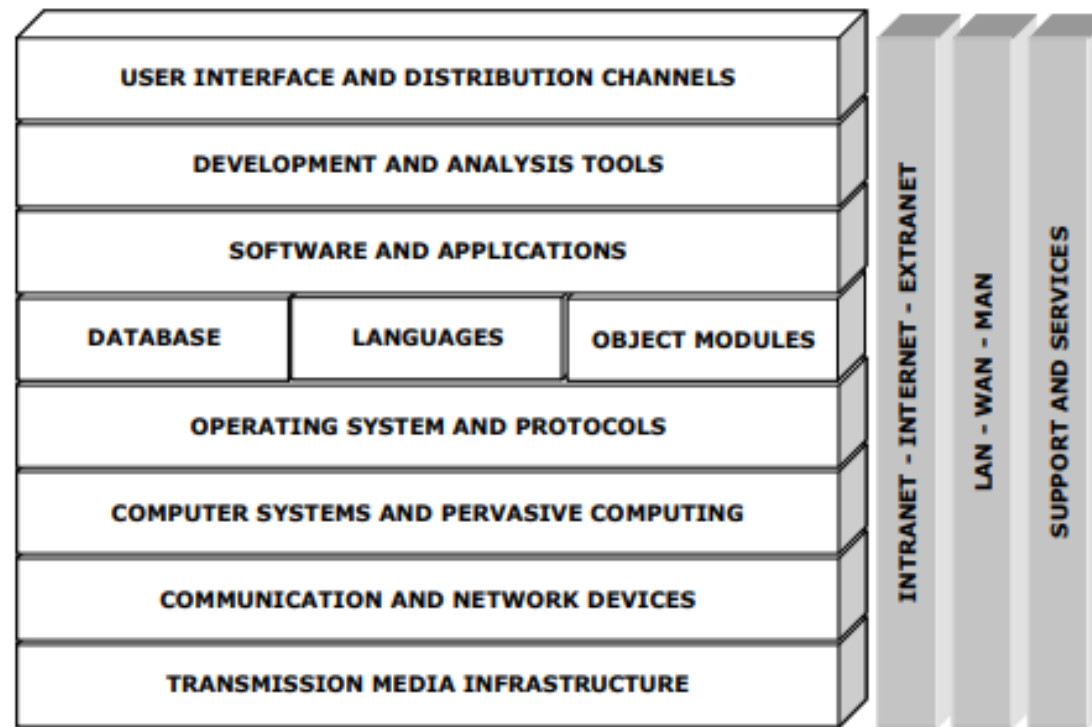 USER INTERFACE AND DISTRIBUTION CHANNELS
DEVELOPMENT AND ANALYSIS TOOLS
SOFTWARE AND APPLICATIONS
DATABASE
LANGUAGES
OBJECT MODULES
OPERATING SYSTEM AND PROTOCOLS
COMPUTER SYSTEMS AND PERVASIVE COMPUTING
COMMUNICATION AND NETWORK DEVICES
TRANSMISSION MEDIA INFRASTRUCTURE
INTRANET - INTERNET - EXTRANET
LAN - WAN - MAN
SUPPORT AND SERVICES